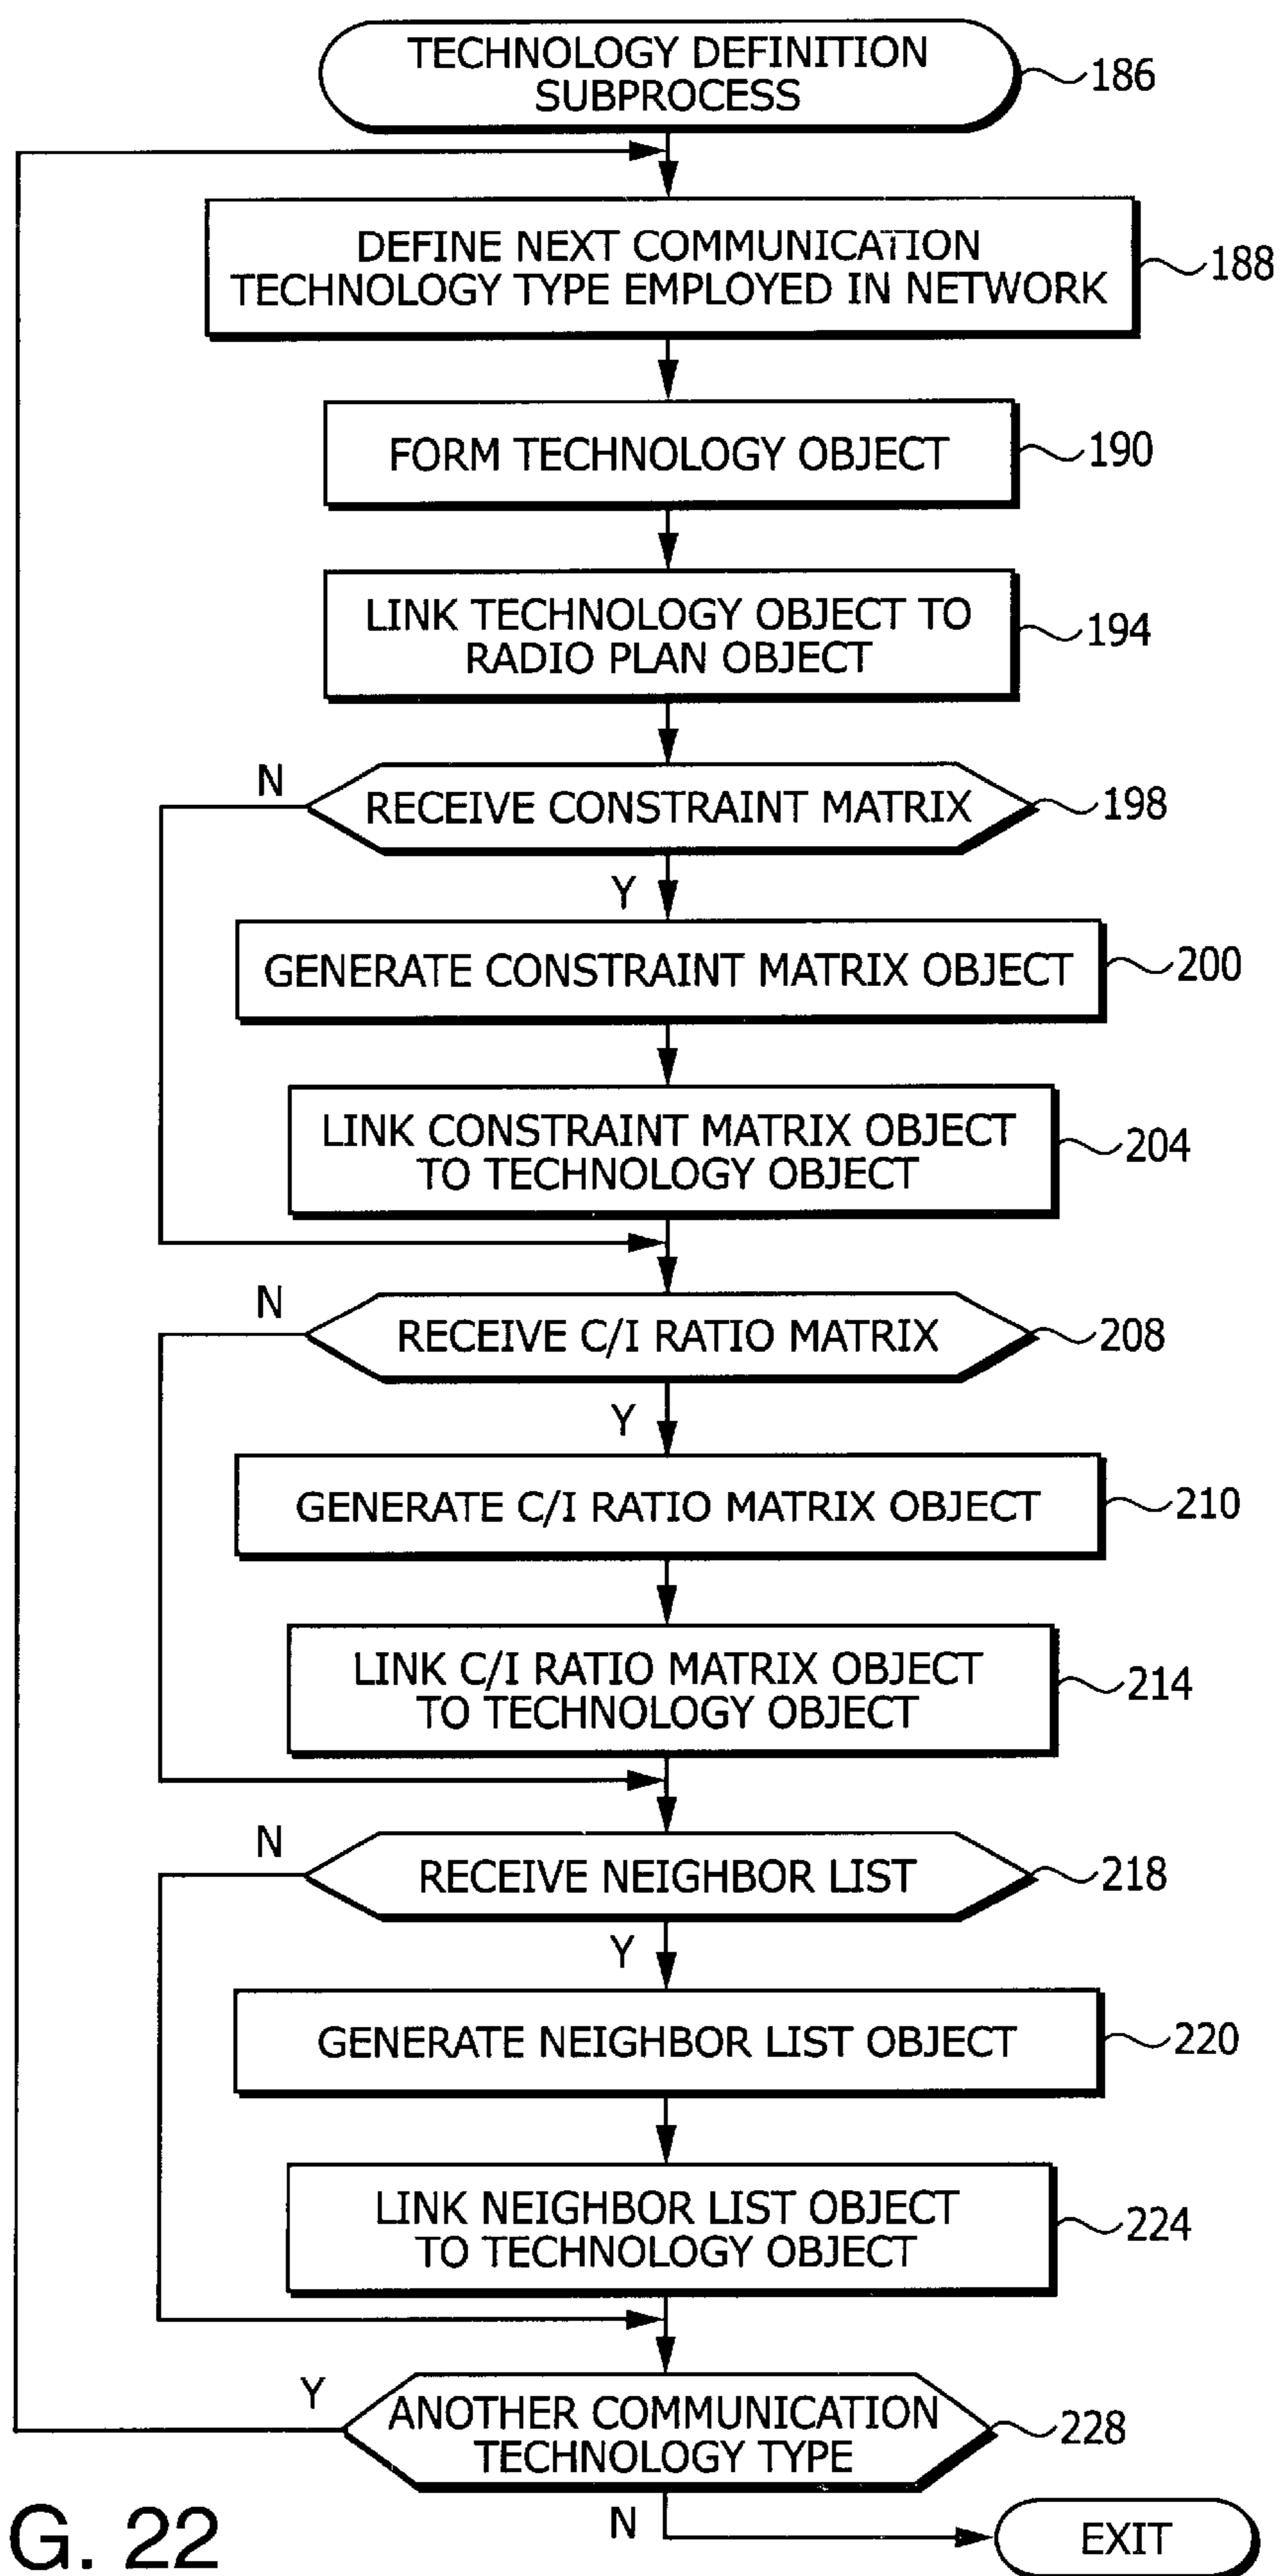 TECHNOLOGY DEFINITION
SUBPROCESS
186
DEFINE NEXT COMMUNICATION
TECHNOLOGY TYPE EMPLOYED IN NETWORK
188
FORM TECHNOLOGY OBJECT
190
LINK TECHNOLOGY OBJECT TO
RADIO PLAN OBJECT
194
N
RECEIVE CONSTRAINT MATRIX
198
Y
GENERATE CONSTRAINT MATRIX OBJECT
200
LINK CONSTRAINT MATRIX OBJECT
TO TECHNOLOGY OBJECT
204
N
RECEIVE C/I RATIO MATRIX
208
Y
GENERATE C/I RATIO MATRIX OBJECT
210
LINK C/I RATIO MATRIX OBJECT
TO TECHNOLOGY OBJECT
214
N
RECEIVE NEIGHBOR LIST
218
Y
GENERATE NEIGHBOR LIST OBJECT
220
LINK NEIGHBOR LIST OBJECT
TO TECHNOLOGY OBJECT
224
Y
ANOTHER COMMUNICATION
TECHNOLOGY TYPE
228
N
EXIT
G. 22